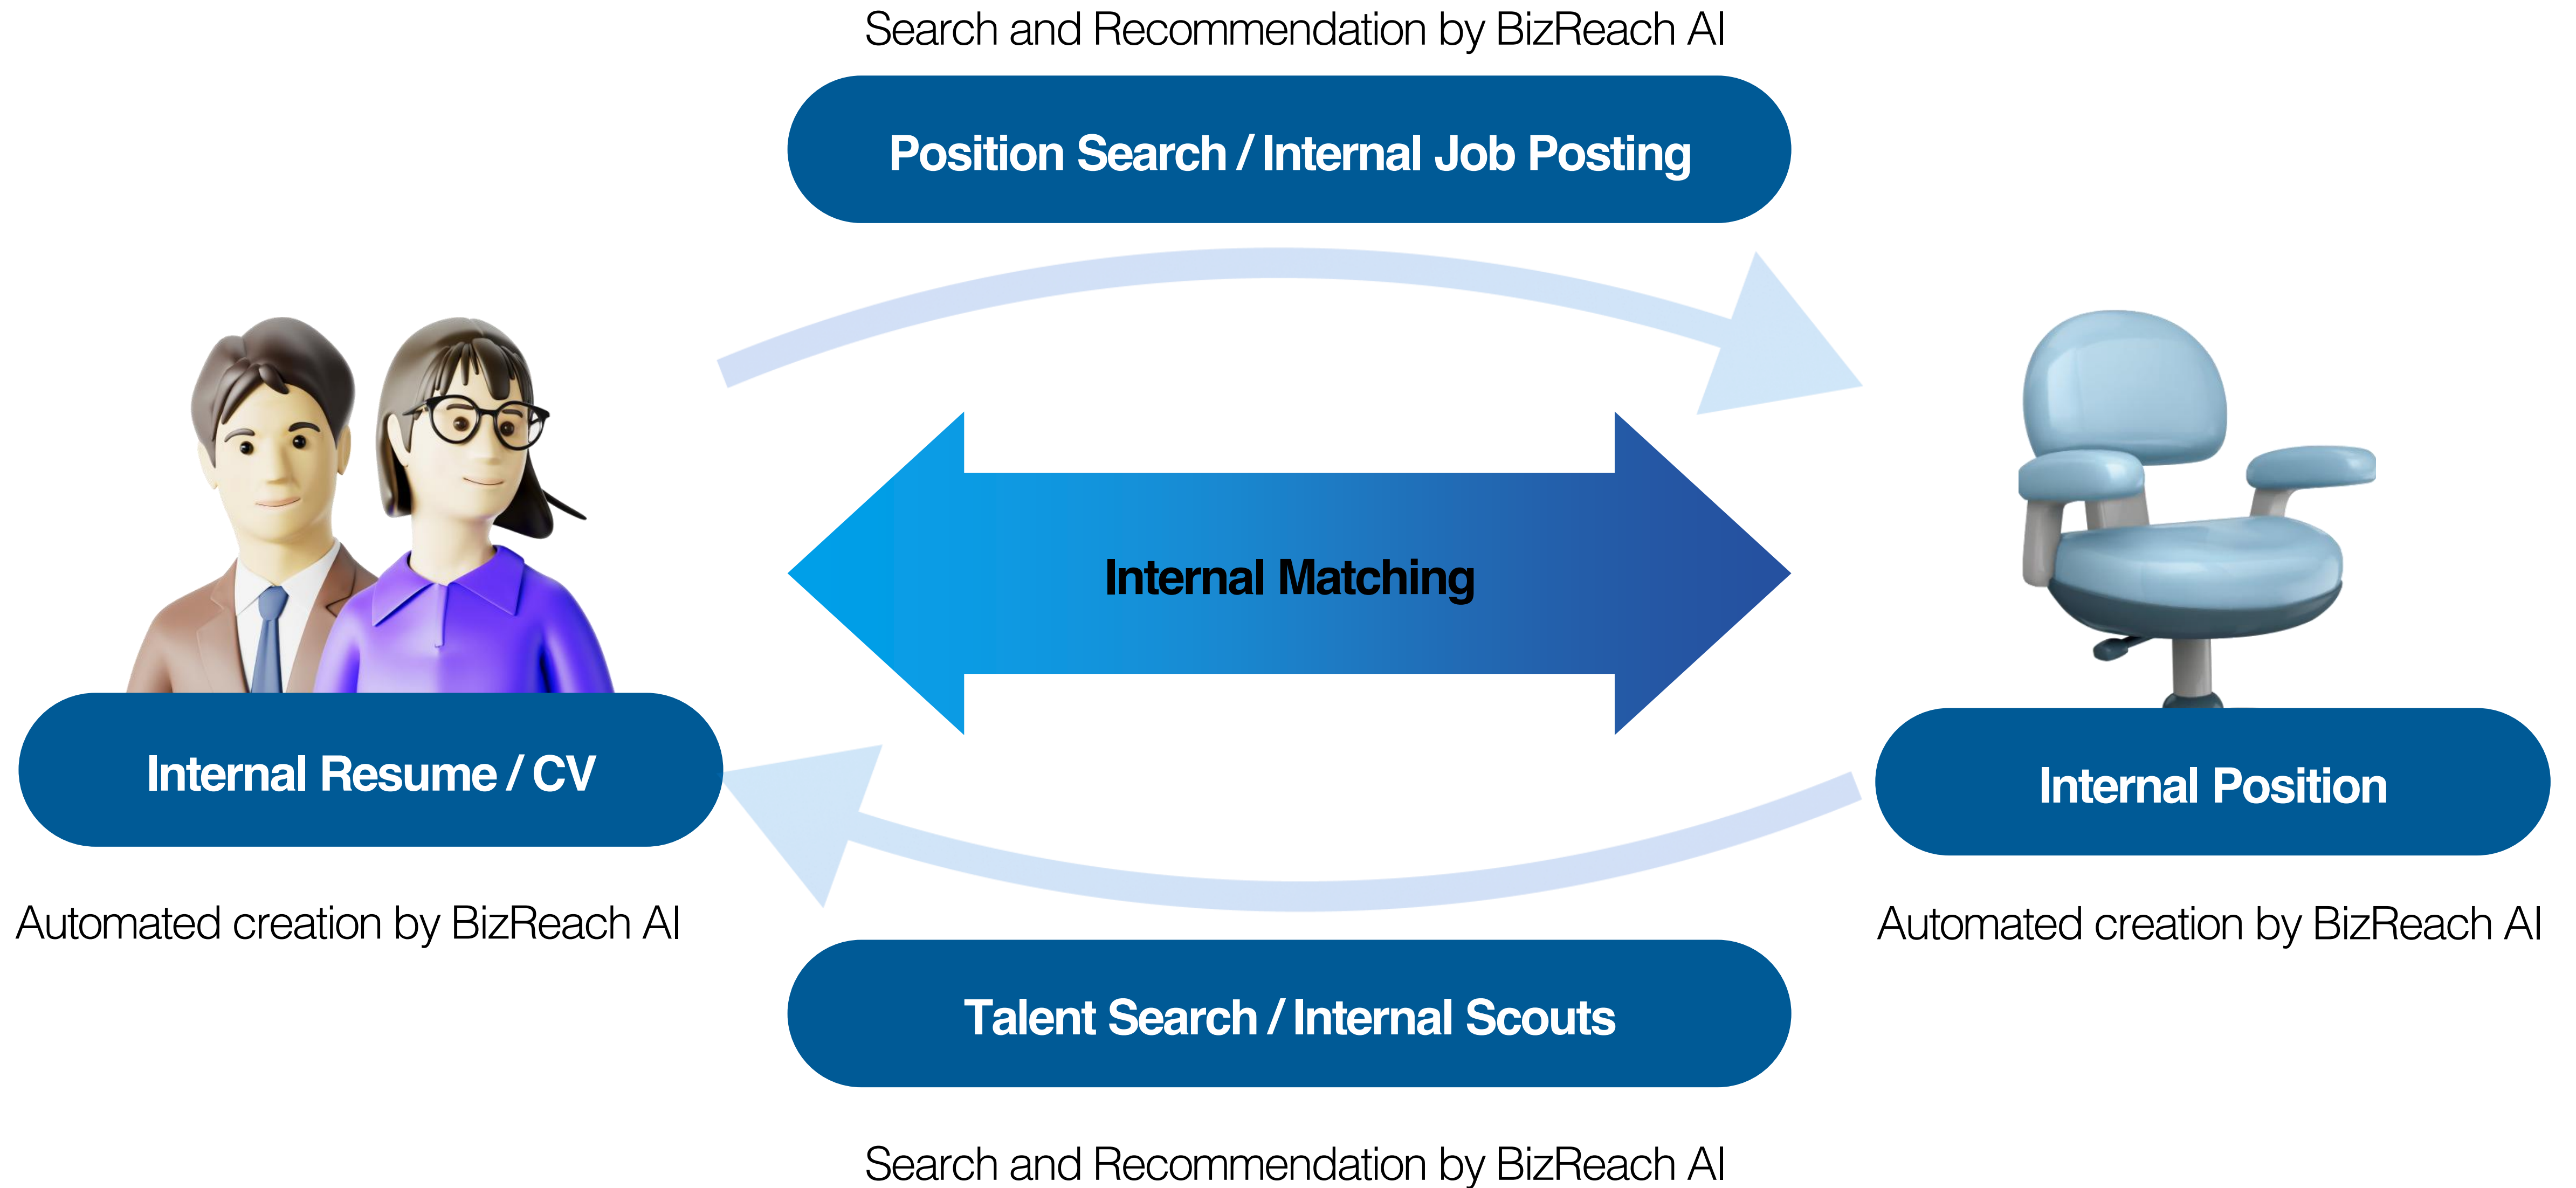 Search and Recommendation by BizReach AI
Position Search / Internal Job Posting
Internal Matching
Internal Resume / CV
Internal Position
Automated creation by BizReach AI
Automated creation by BizReach AI
Talent Search / Internal Scouts
Search and Recommendation by BizReach AI